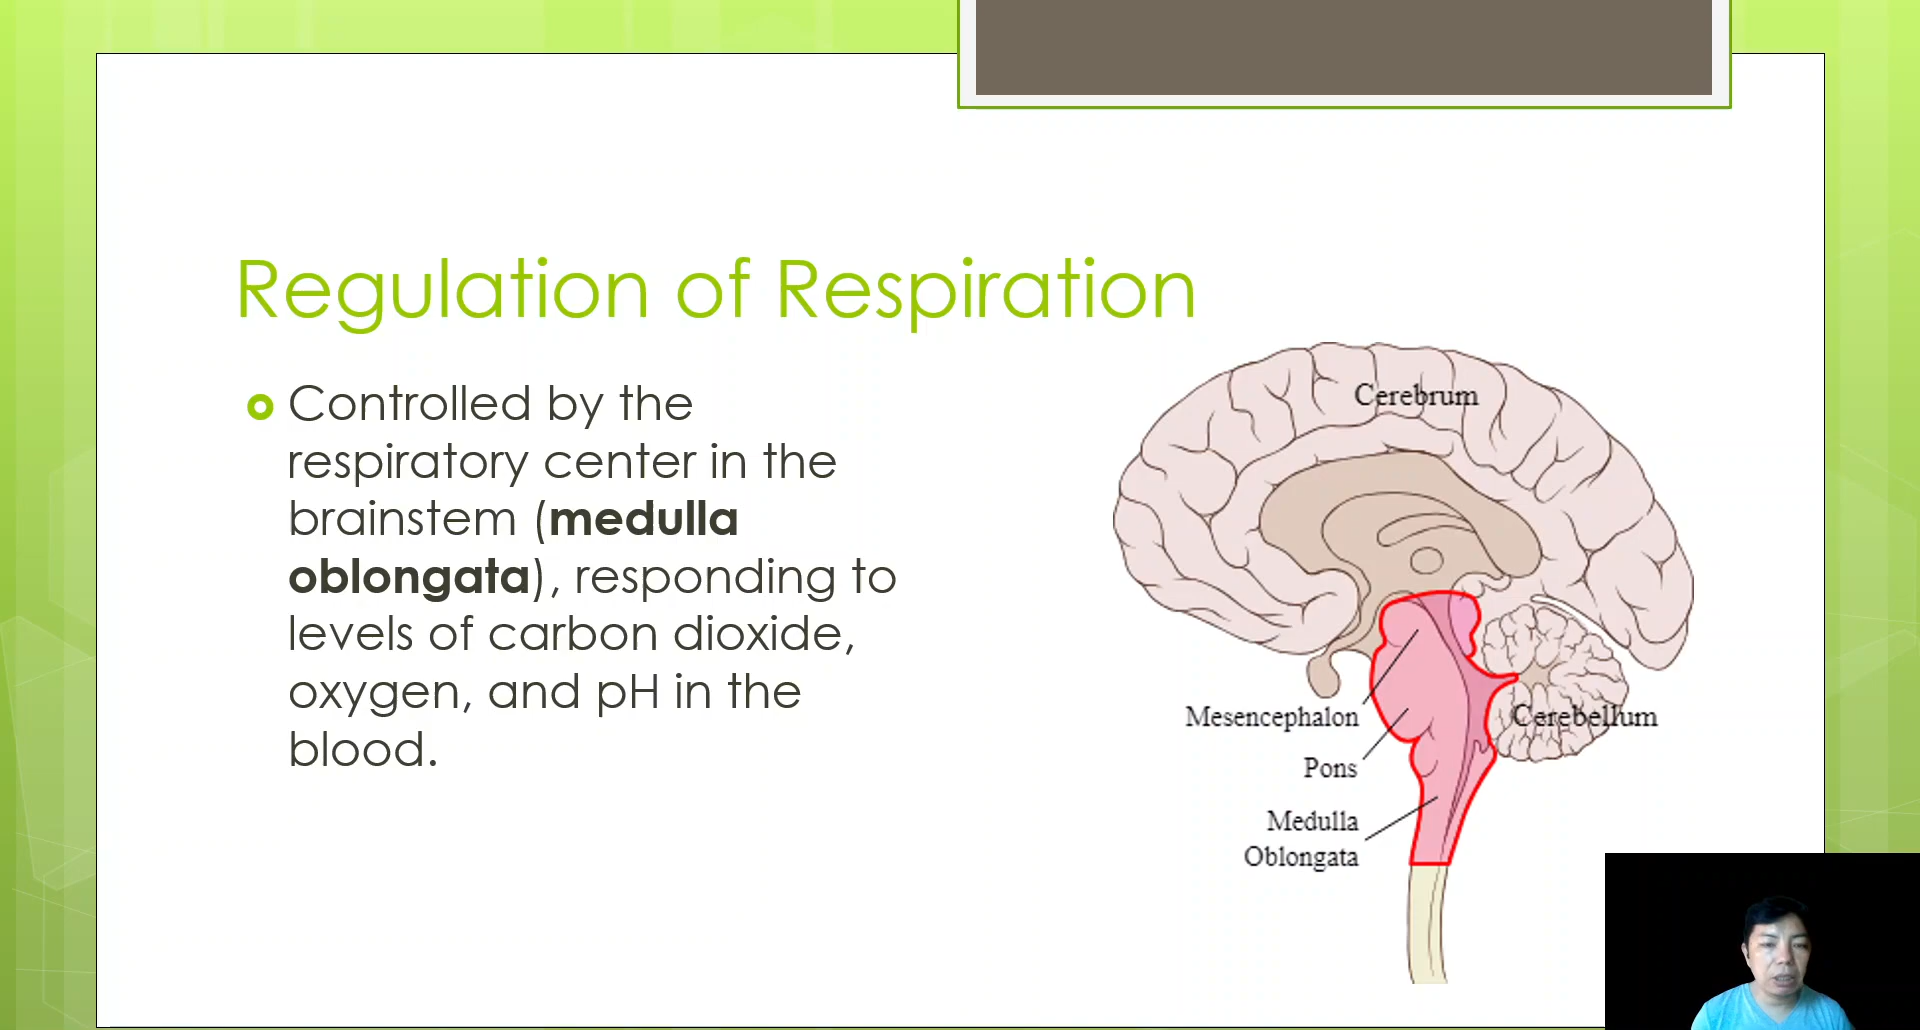 Regulation of Respiration
Controlled by the
respiratory center in the
brainstem (medulla
oblongata), responding to
levels of carbon dioxide,
oxygen, and pH in the
blood.
Cerebrum
Mesencephalon
Cerebellum
Pons
Medulla
Oblongata